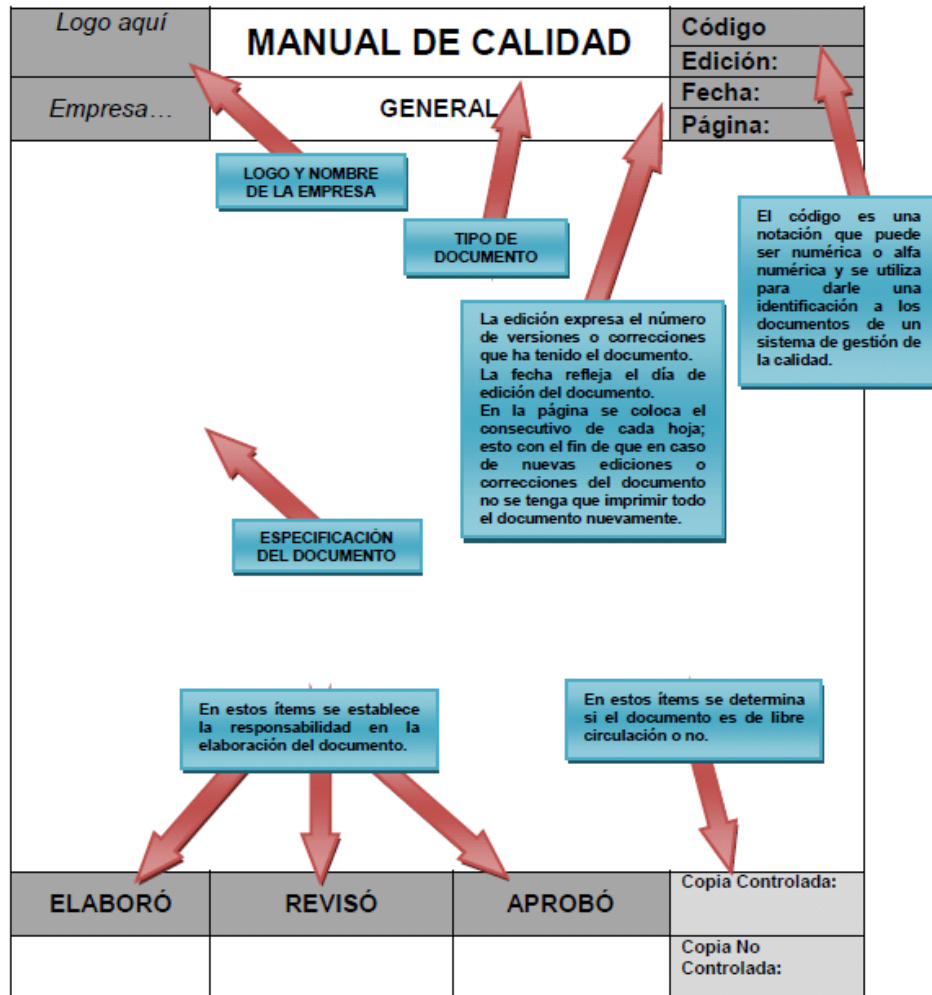 Logo aquí
MANUAL DE CALIDAD
Código
Edición:
Empresa…
GENERAL
Fecha:
Página:
LOGO Y NOMBRE
DE LA EMPRESA
TIPO DE
DOCUMENTO
El código es una
notación que puede
ser numérica o alfa
numérica y se utiliza
para darle una
identificación a los
documentos de un
sistema de gestión de
la calidad.
La edición expresa el número
de versiones o correcciones
que ha tenido el documento.
La fecha refleja el día de
edición del documento.
En la página se coloca el
consecutivo de cada hoja;
esto con el fin de que en caso
de nuevas ediciones o
correcciones del documento
no se tenga que imprimir todo
el documento nuevamente.
ESPECIFICACIÓN
DEL DOCUMENTO
En estos ítems se establece
la responsabilidad en la
elaboración del documento.
En estos ítems se determina
si el documento es de libre
circulación o no.
ELABORÓ
REVISÓ
APROBÓ
Copia Controlada:
Copia No
Controlada: